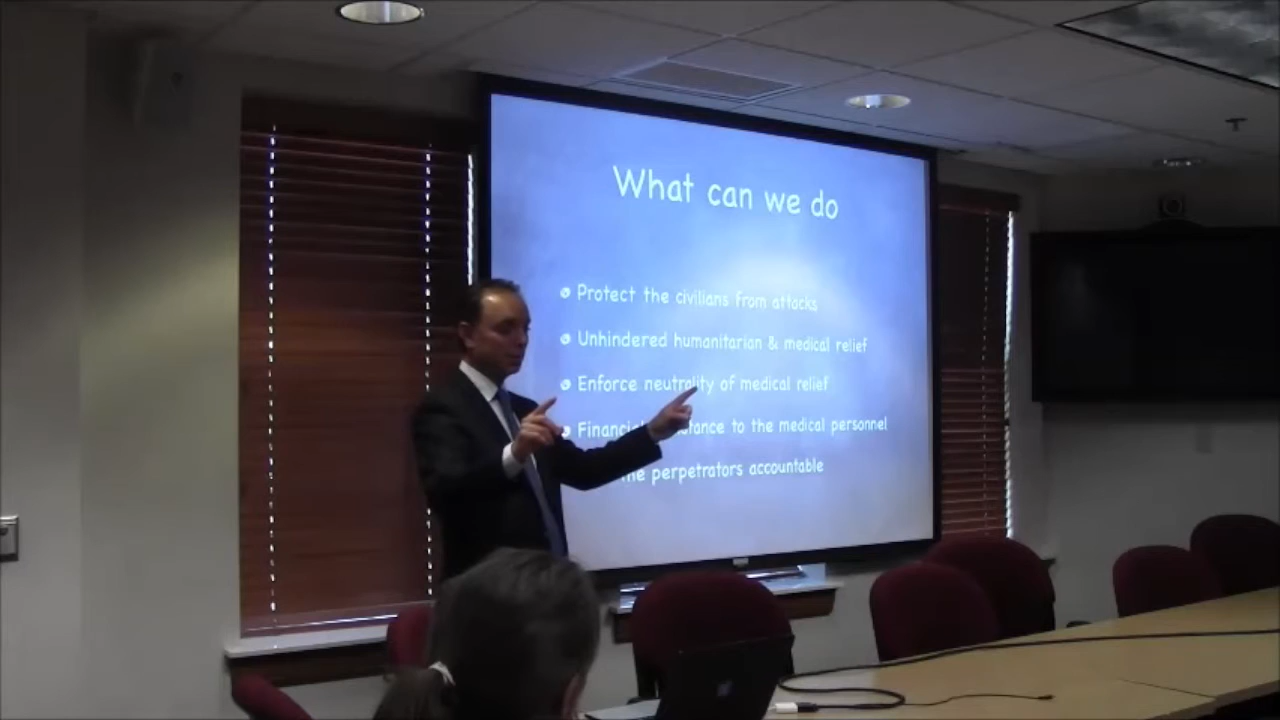 What can we do
Protect the civilians from attacks
Unhindered humanitarian & medical relief
Enforce neutrality of medical relief
to the medical personnel
perpetrators accountable